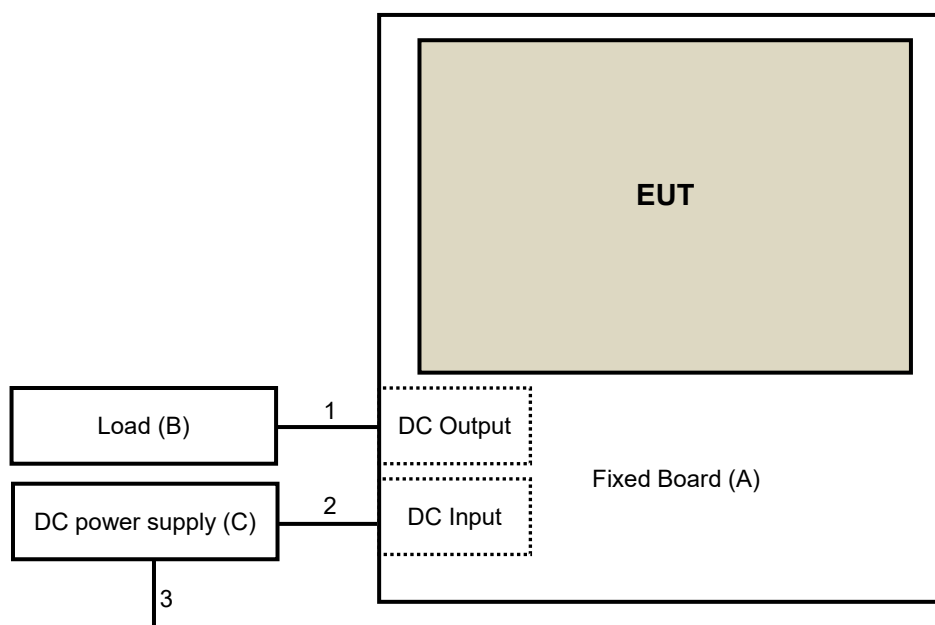 EUT
Load (B)
1
DC Output
Fixed Board (A)
DC power supply (C)
2
DC Input
3